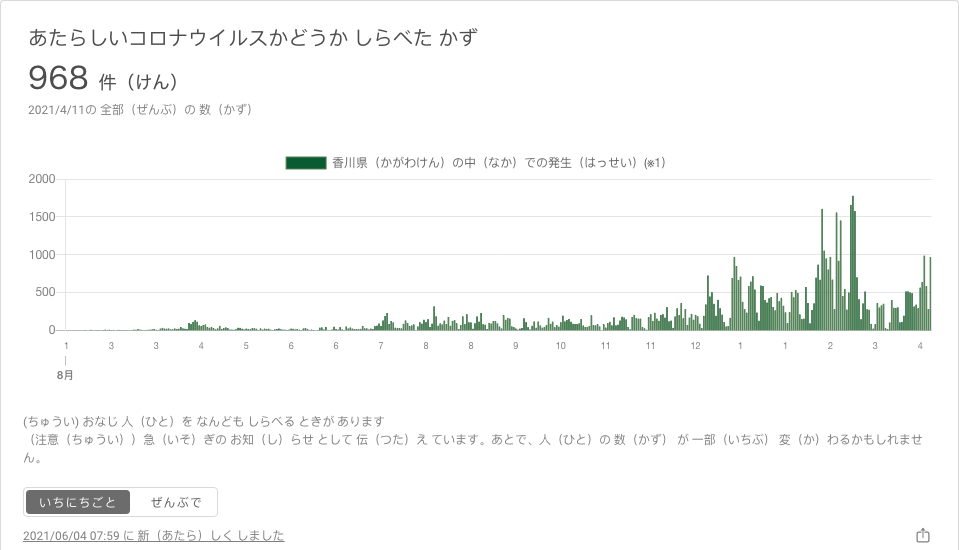 あたらしいコロナウイルスかどうか しらべた かず
968 件（けん）
2021/4/11の 全部（ぜんぶ）の 数（かず）
香川県（かがわけん）の中（なか）での発生（はっせい）(※1)
2000
1500
1000
500
0
1 3 3 4 5 6 6 7 8 8 9 10 11 11 12 1 1 2 3 4
8月
(ちゅうい) おなじ 人（ひと）を なんども しらべる ときが あります
（注意（ちゅうい））急（いそ）ぎの お知（し）らせ として 伝（つた）え ています。あとで、人（ひと）の 数（かず） が 一部（いちぶ） 変（か）わるかもしれませ
ん。
いちにちごと ぜんぶで
2021/06/04 07:59 に 新（あたら）しく しました